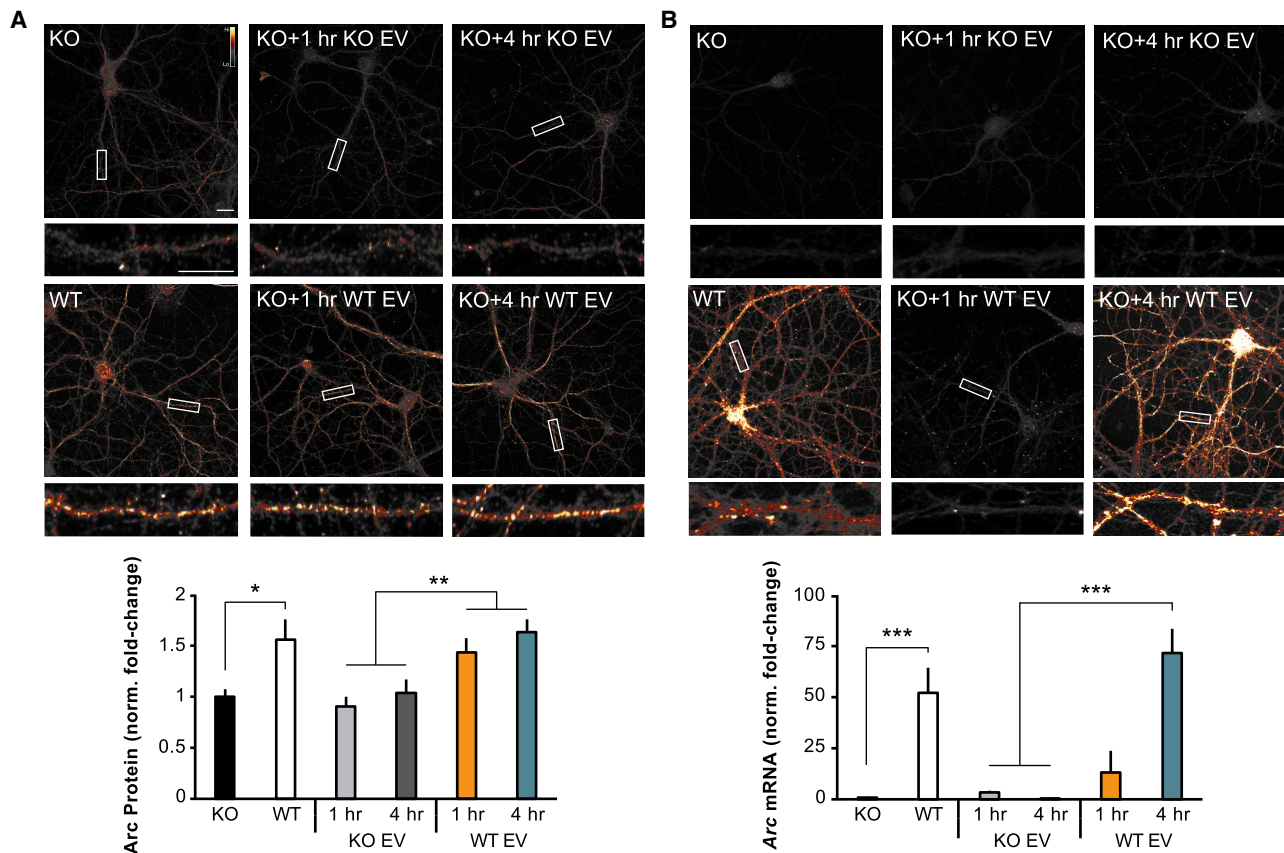 A
B
KO
Hi
Lo
KO+1 hr KO EV
KO+4 hr KO EV
KO
KO+1 hr KO EV
KO+4 hr KO EV
WT
KO+1 hr WT EV
KO+4 hr WT EV
WT
KO+1 hr WT EV
KO+4 hr WT EV
Arc Protein (norm. fold-change)
2
1.5
1
0.5
0
*
**
KO
WT
1 hr
4 hr
1 hr
4 hr
KO EV
WT EV
Arc mRNA (norm. fold-change)
100
75
50
25
0
***
***
KO
WT
1 hr
4 hr
1 hr
4 hr
KO EV
WT EV